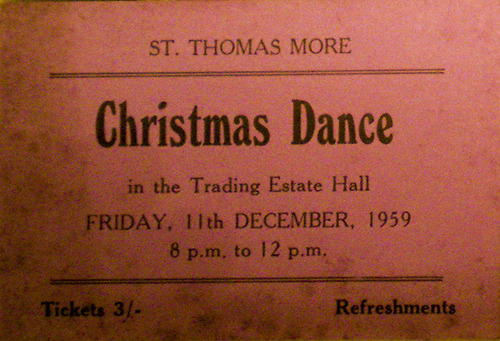 ST. THOMAS MORE
Christmas Dance
in the Trading Estate Hall
FRIDAY, 11th DECEMBER, 1959
8 p.m. to 12 p.m.
Tickets 3/- Refreshments